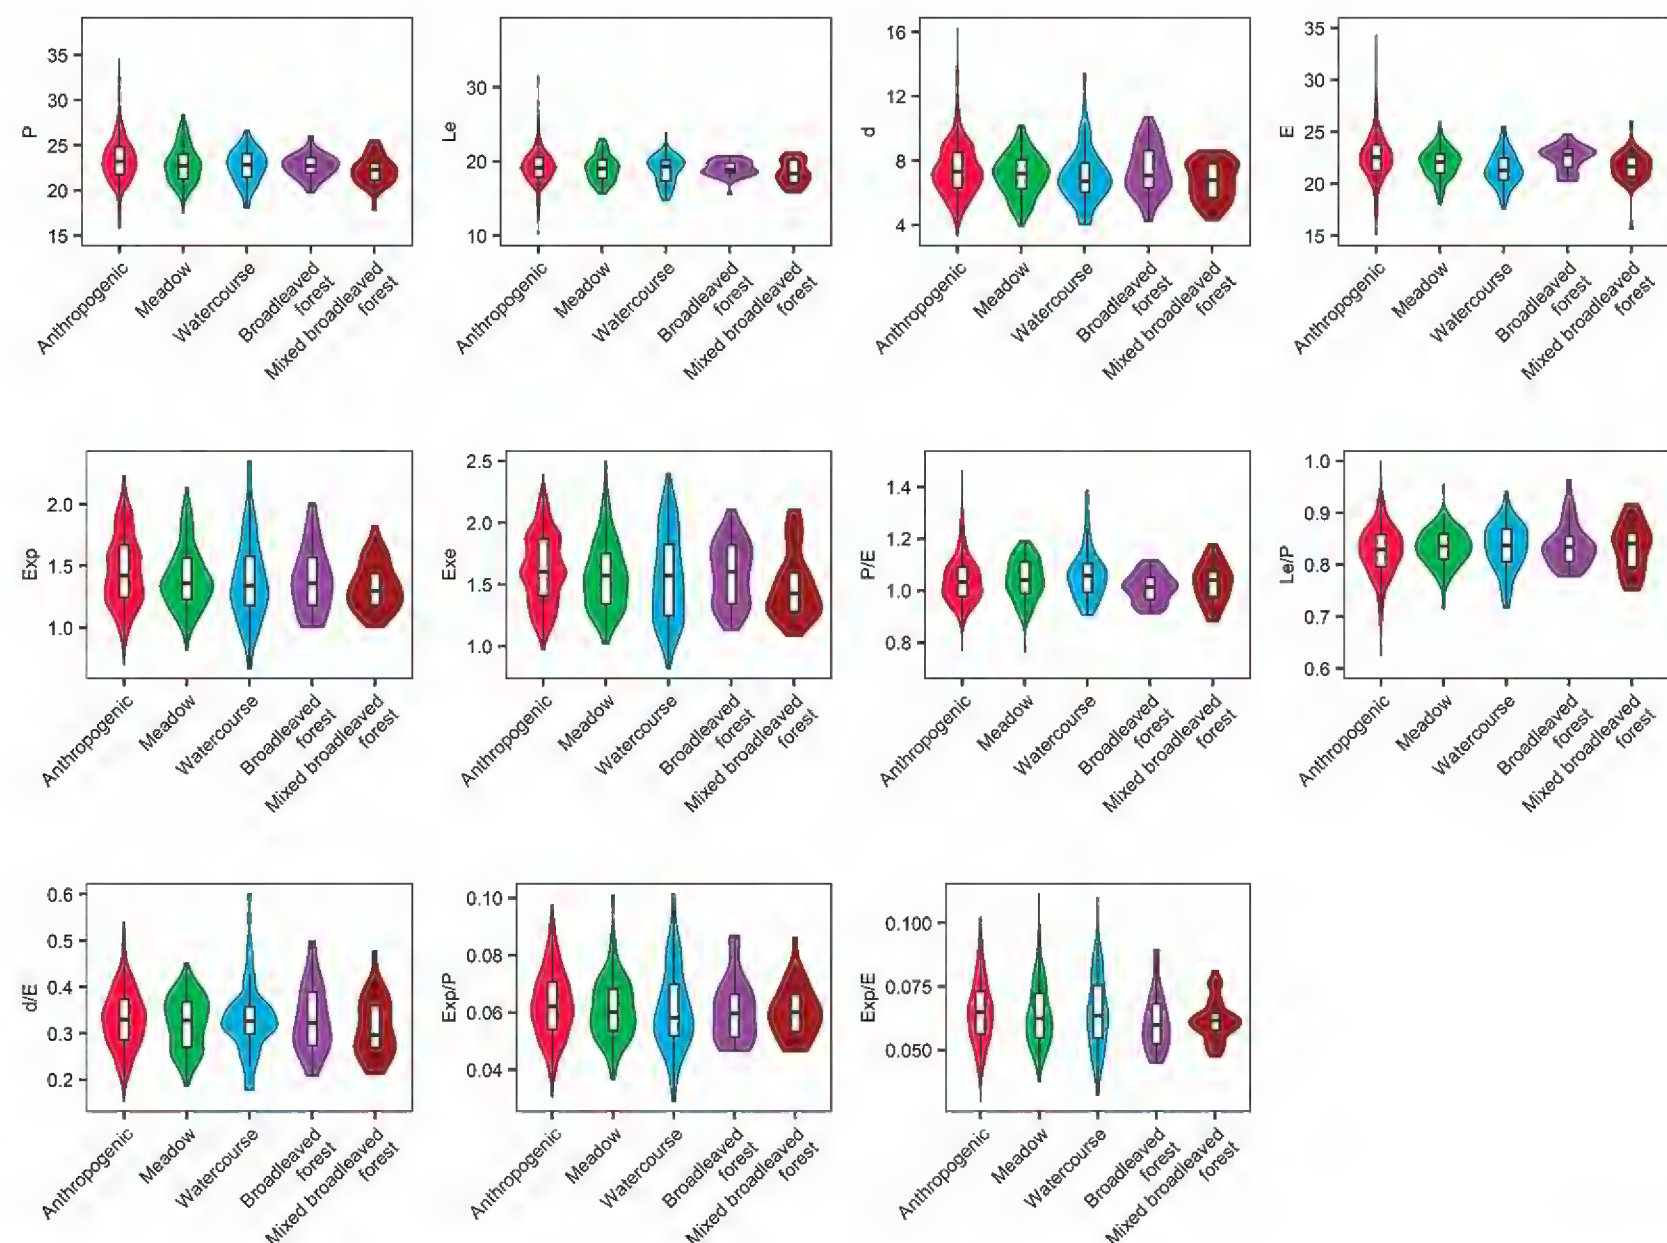 P
35
30
25
20
15
Anthropogenic
Meadow
Watercourse
Broadleaved
forest
Mixed broadleaved
forest
Le
30
20
10
Anthropogenic
Meadow
Watercourse
Broadleaved
forest
Mixed broadleaved
forest
d
16
12
8
4
Anthropogenic
Meadow
Watercourse
Broadleaved
forest
Mixed broadleaved
forest
E
35
30
25
20
15
Anthropogenic
Meadow
Watercourse
Broadleaved
forest
Mixed broadleaved
forest
Exp
2.0
1.5
1.0
Anthropogenic
Meadow
Watercourse
Broadleaved
forest
Mixed broadleaved
forest
Exe
2.5
2.0
1.5
1.0
Anthropogenic
Meadow
Watercourse
Broadleaved
forest
Mixed broadleaved
forest
P/E
1.4
1.2
1.0
0.8
Anthropogenic
Meadow
Watercourse
Broadleaved
forest
Mixed broadleaved
forest
Le/P
1.0
0.9
0.8
0.7
0.6
Anthropogenic
Meadow
Watercourse
Broadleaved
forest
Mixed broadleaved
forest
d/E
0.6
0.5
0.4
0.3
0.2
Anthropogenic
Meadow
Watercourse
Broadleaved
forest
Mixed broadleaved
forest
Exp/P
0.10
0.08
0.06
0.04
Anthropogenic
Meadow
Watercourse
Broadleaved
forest
Mixed broadleaved
forest
Exp/E
0.100
0.075
0.050
Anthropogenic
Meadow
Watercourse
Broadleaved
forest
Mixed broadleaved
forest